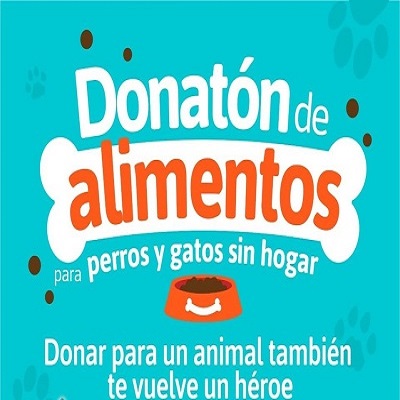 Donatón de
alimentos
para perros y gatos sin hogar
Donar para un animal también
te vuelve un héroe